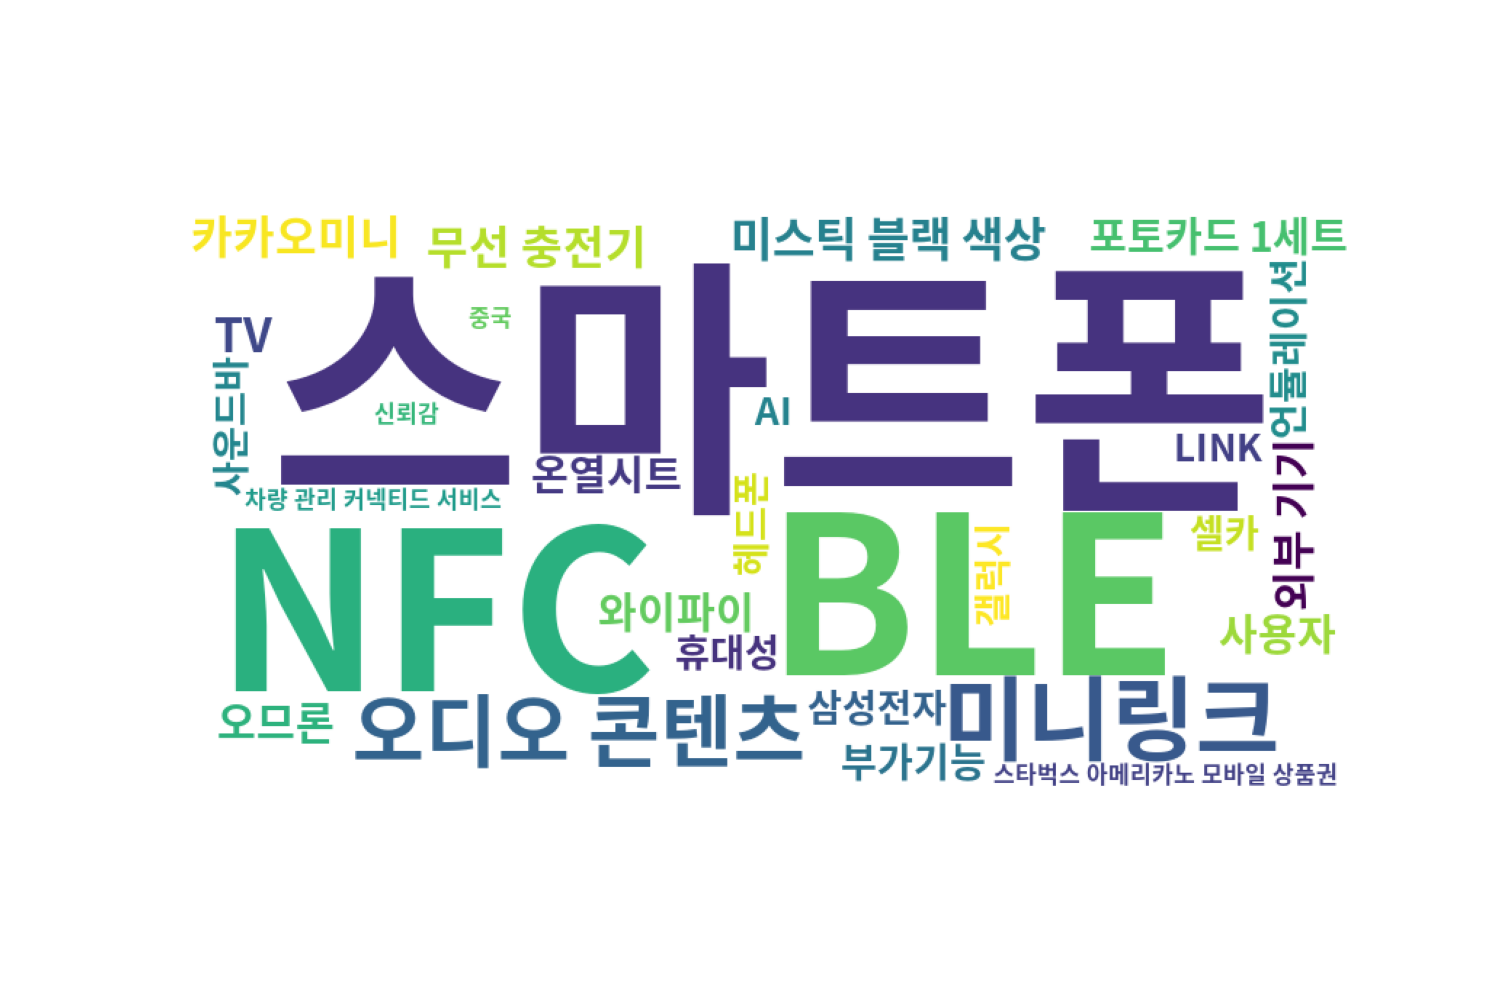 카카오미니
무선 충전기
미스틱 블랙 색상
포토카드 1세트
스마트폰
TV
중국
언듈레이션
사운드바
신뢰감
AI
LINK
온열시트
외부 기기
차량 관리 커넥티드 서비스
헤드폰
NFC
BLE
갤럭시
셀카
와이파이
휴대성
사용자
오므론
오디오 콘텐츠
삼성전자
미니링크
부가기능
스타벅스 아메리카노 모바일 상품권